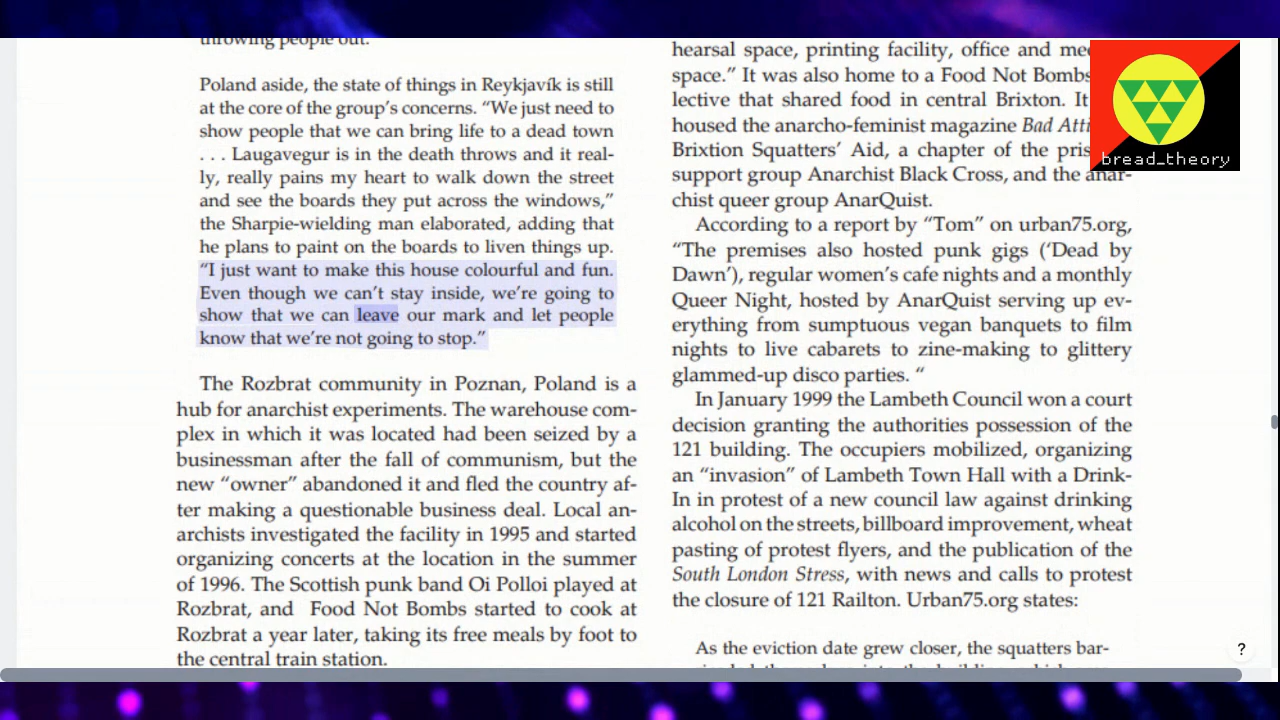 throwing people out.
Poland aside, the state of things in Reykjavík is still
at the core of the group's concerns. “We just need to
show people that we can bring life to a dead town
. . . Laugavegur is in the death throws and it real-
ly, really pains my heart to walk down the street
and see the boards they put across the windows,”
the Sharpie-wielding man elaborated, adding that
he plans to paint on the boards to liven things up.
“I just want to make this house colourful and fun.
Even though we can't stay inside, we're going to
show that we can leave our mark and let people
know that we're not going to stop.”
The Rozbrat community in Poznan, Poland is a
hub for anarchist experiments. The warehouse com-
plex in which it was located had been seized by a
businessman after the fall of communism, but the
new “owner” abandoned it and fled the country af-
ter making a questionable business deal. Local an-
archists investigated the facility in 1995 and started
organizing concerts at the location in the summer
of 1996. The Scottish punk band Oi Polloi played at
Rozbrat, and Food Not Bombs started to cook at
Rozbrat a year later, taking its free meals by foot to
the central train station.
hearsal space, printing facility, office and
space.” It was also home to a Food Not Bombs
lective that shared food in central Brixton. It
housed the anarcho-feminist magazine Bad
Brixtion Squatters' Aid, a chapter of the
support group Anarchist Black Cross, and the anar-
chist queer group AnarQuist.
According to a report by “Tom” on urban75.org,
“The premises also hosted punk gigs (‘Dead by
Dawn’), regular women's cafe nights and a monthly
Queer Night, hosted by AnarQuist serving up ev-
erything from sumptuous vegan banquets to film
nights to live cabarets to zine-making to glittery
glammed-up disco parties. “
In January 1999 the Lambeth Council won a court
decision granting the authorities possession of the
121 building. The occupiers mobilized, organizing
an “invasion” of Lambeth Town Hall with a Drink-
In in protest of a new council law against drinking
alcohol on the streets, billboard improvement, wheat
pasting of protest flyers, and the publication of the
South London Stress, with news and calls to protest
the closure of 121 Railton. Urban75.org states:
As the eviction date grew closer, the squatters bar-
bread_theory
?